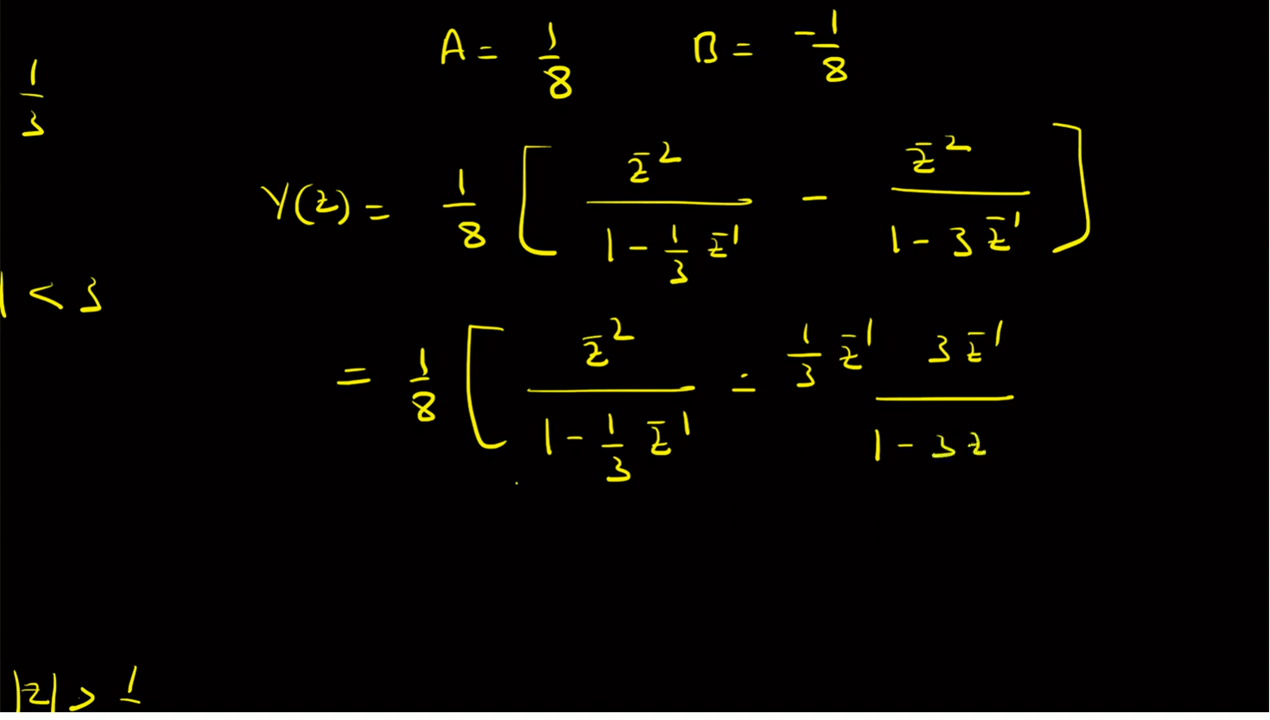 A = 1/8 B = -1/8
1/3
Y(z) = 1/8 [ z^-2 / (1 - 1/3 z^-1) - z^-2 / (1 - 3 z^-1) ]
| < 3
= 1/8 [ z^-2 / (1 - 1/3 z^-1) - 1/3 z^-1 3 z^-1 / (1 - 3 z
|z| > 1